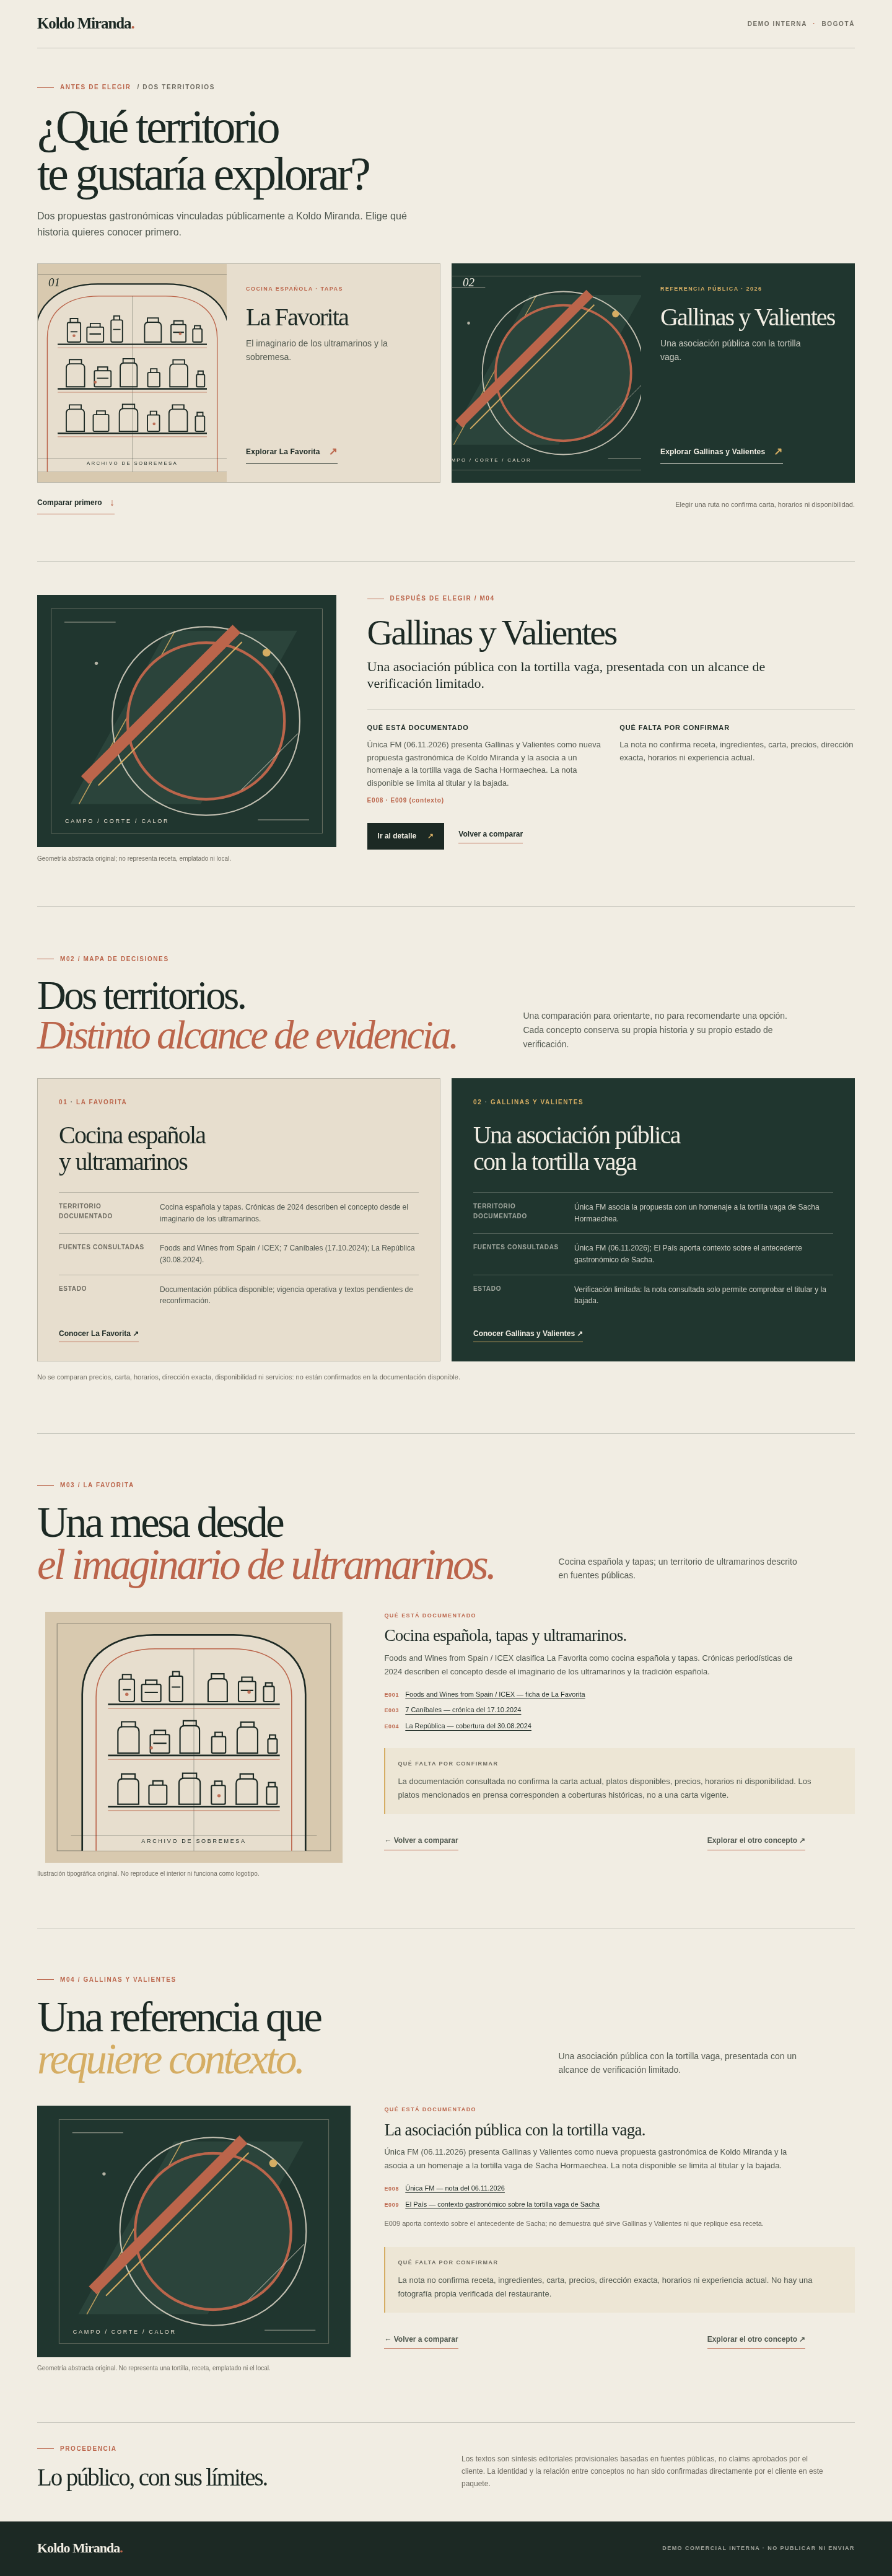 Koldo Miranda.
DEMO INTERNA · BOGOTÁ
ANTES DE ELEGIR / DOS TERRITORIOS
¿Qué territorio
te gustaría explorar?
Dos propuestas gastronómicas vinculadas públicamente a Koldo Miranda. Elige qué
historia quieres conocer primero.
01
ARCHIVO DE SOBREMESA
COCINA ESPAÑOLA · TAPAS
La Favorita
El imaginario de los ultramarinos y la
sobremesa.
Explorar La Favorita ↗
02
MPO / CORTE / CALOR
REFERENCIA PÚBLICA · 2026
Gallinas y Valientes
Una asociación pública con la tortilla
vaga.
Explorar Gallinas y Valientes ↗
Comparar primero ↓
Elegir una ruta no confirma carta, horarios ni disponibilidad.
CAMPO / CORTE / CALOR
Geometría abstracta original; no representa receta, emplatado ni local.
DESPUÉS DE ELEGIR / M04
Gallinas y Valientes
Una asociación pública con la tortilla vaga, presentada con un alcance de
verificación limitado.
QUÉ ESTÁ DOCUMENTADO
Única FM (06.11.2026) presenta Gallinas y Valientes como nueva
propuesta gastronómica de Koldo Miranda y la asocia a un
homenaje a la tortilla vaga de Sacha Hormaechea. La nota
disponible se limita al titular y la bajada.
E008 · E009 (contexto)
QUÉ FALTA POR CONFIRMAR
La nota no confirma receta, ingredientes, carta, precios, dirección
exacta, horarios ni experiencia actual.
Ir al detalle ↗
Volver a comparar
M02 / MAPA DE DECISIONES
Dos territorios.
Distinto alcance de evidencia.
Una comparación para orientarte, no para recomendarte una opción.
Cada concepto conserva su propia historia y su propio estado de
verificación.
01 · LA FAVORITA
Cocina española
y ultramarinos
TERRITORIO
DOCUMENTADO
Cocina española y tapas. Crónicas de 2024 describen el concepto desde el
imaginario de los ultramarinos.
FUENTES CONSULTADAS
Foods and Wines from Spain / ICEX; 7 Caníbales (17.10.2024); La República
(30.08.2024).
ESTADO
Documentación pública disponible; vigencia operativa y textos pendientes de
reconfirmación.
Conocer La Favorita ↗
02 · GALLINAS Y VALIENTES
Una asociación pública
con la tortilla vaga
TERRITORIO
DOCUMENTADO
Única FM asocia la propuesta con un homenaje a la tortilla vaga de Sacha
Hormaechea.
FUENTES CONSULTADAS
Única FM (06.11.2026); El País aporta contexto sobre el antecedente
gastronómico de Sacha.
ESTADO
Verificación limitada: la nota consultada solo permite comprobar el titular y la
bajada.
Conocer Gallinas y Valientes ↗
No se comparan precios, carta, horarios, dirección exacta, disponibilidad ni servicios: no están confirmados en la documentación disponible.
M03 / LA FAVORITA
Una mesa desde
el imaginario de ultramarinos.
Cocina española y tapas; un territorio de ultramarinos descrito
en fuentes públicas.
ARCHIVO DE SOBREMESA
Ilustración tipográfica original. No reproduce el interior ni funciona como logotipo.
QUÉ ESTÁ DOCUMENTADO
Cocina española, tapas y ultramarinos.
Foods and Wines from Spain / ICEX clasifica La Favorita como cocina española y tapas. Crónicas periodísticas de
2024 describen el concepto desde el imaginario de los ultramarinos y la tradición española.
E001 Foods and Wines from Spain / ICEX — ficha de La Favorita
E003 7 Caníbales — crónica del 17.10.2024
E004 La República — cobertura del 30.08.2024
QUÉ FALTA POR CONFIRMAR
La documentación consultada no confirma la carta actual, platos disponibles, precios, horarios ni disponibilidad. Los
platos mencionados en prensa corresponden a coberturas históricas, no a una carta vigente.
← Volver a comparar
Explorar el otro concepto ↗
M04 / GALLINAS Y VALIENTES
Una referencia que
requiere contexto.
Una asociación pública con la tortilla vaga, presentada con un
alcance de verificación limitado.
CAMPO / CORTE / CALOR
Geometría abstracta original. No representa una tortilla, receta, emplatado ni el local.
QUÉ ESTÁ DOCUMENTADO
La asociación pública con la tortilla vaga.
Única FM (06.11.2026) presenta Gallinas y Valientes como nueva propuesta gastronómica de Koldo Miranda y la
asocia a un homenaje a la tortilla vaga de Sacha Hormaechea. La nota disponible se limita al titular y la bajada.
E008 Única FM — nota del 06.11.2026
E009 El País — contexto gastronómico sobre la tortilla vaga de Sacha
E009 aporta contexto sobre el antecedente de Sacha; no demuestra qué sirve Gallinas y Valientes ni que replique esa receta.
QUÉ FALTA POR CONFIRMAR
La nota no confirma receta, ingredientes, carta, precios, dirección exacta, horarios ni experiencia actual. No hay una
fotografía propia verificada del restaurante.
← Volver a comparar
Explorar el otro concepto ↗
PROCEDENCIA
Lo público, con sus límites.
Los textos son síntesis editoriales provisionales basadas en fuentes públicas, no claims aprobados por el
cliente. La identidad y la relación entre conceptos no han sido confirmadas directamente por el cliente en este
paquete.
Koldo Miranda.
DEMO COMERCIAL INTERNA · NO PUBLICAR NI ENVIAR